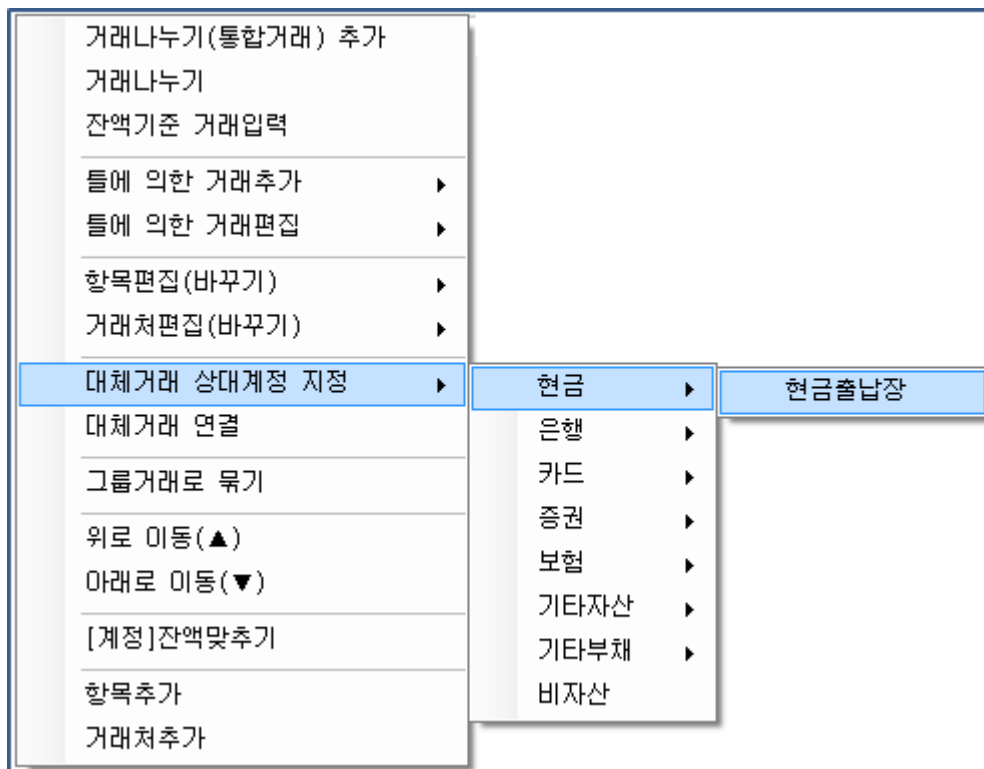 거래나누기(통합거래) 추가
거래나누기
잔액기준 거래입력
틀에 의한 거래추가
틀에 의한 거래편집
항목편집(바꾸기)
거래처편집(바꾸기)
대체거래 상대계정 지정
대체거래 연결
그룹거래로 묶기
위로 이동(▲)
아래로 이동(▼)
[계정]잔액맞추기
항목추가
거래처추가
현금
은행
카드
증권
보험
기타자산
기타부채
비자산
현금출납장